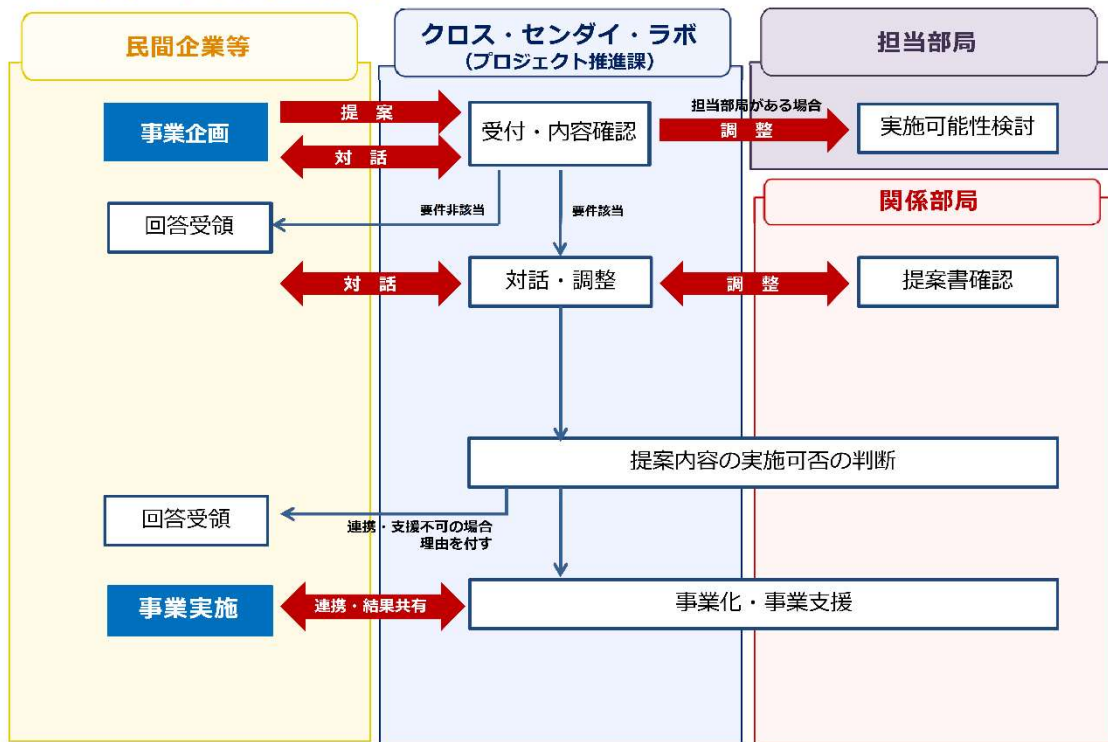 民間企業等
クロス・センダイ・ラボ
(プロジェクト推進課)
担当部局
事業企画
提 案
対 話
受付・内容確認
担当部局がある場合
調 整
実施可能性検討
関係部局
回答受領
要件非該当
要件該当
対 話
対話・調整
調 整
提案書確認
提案内容の実施可否の判断
回答受領
連携・支援不可の場合
理由を付す
事業実施
連携・結果共有
事業化・事業支援